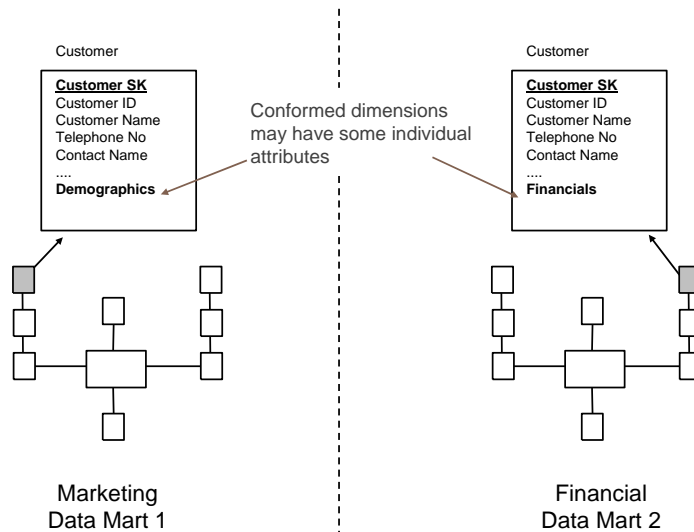 Customer
Customer SK
Customer ID
Customer Name
Telephone No
Contact Name
....
Demographics
Conformed dimensions
may have some individual
attributes
Customer
Customer SK
Customer ID
Customer Name
Telephone No
Contact Name
....
Financials
Marketing
Data Mart 1
Financial
Data Mart 2